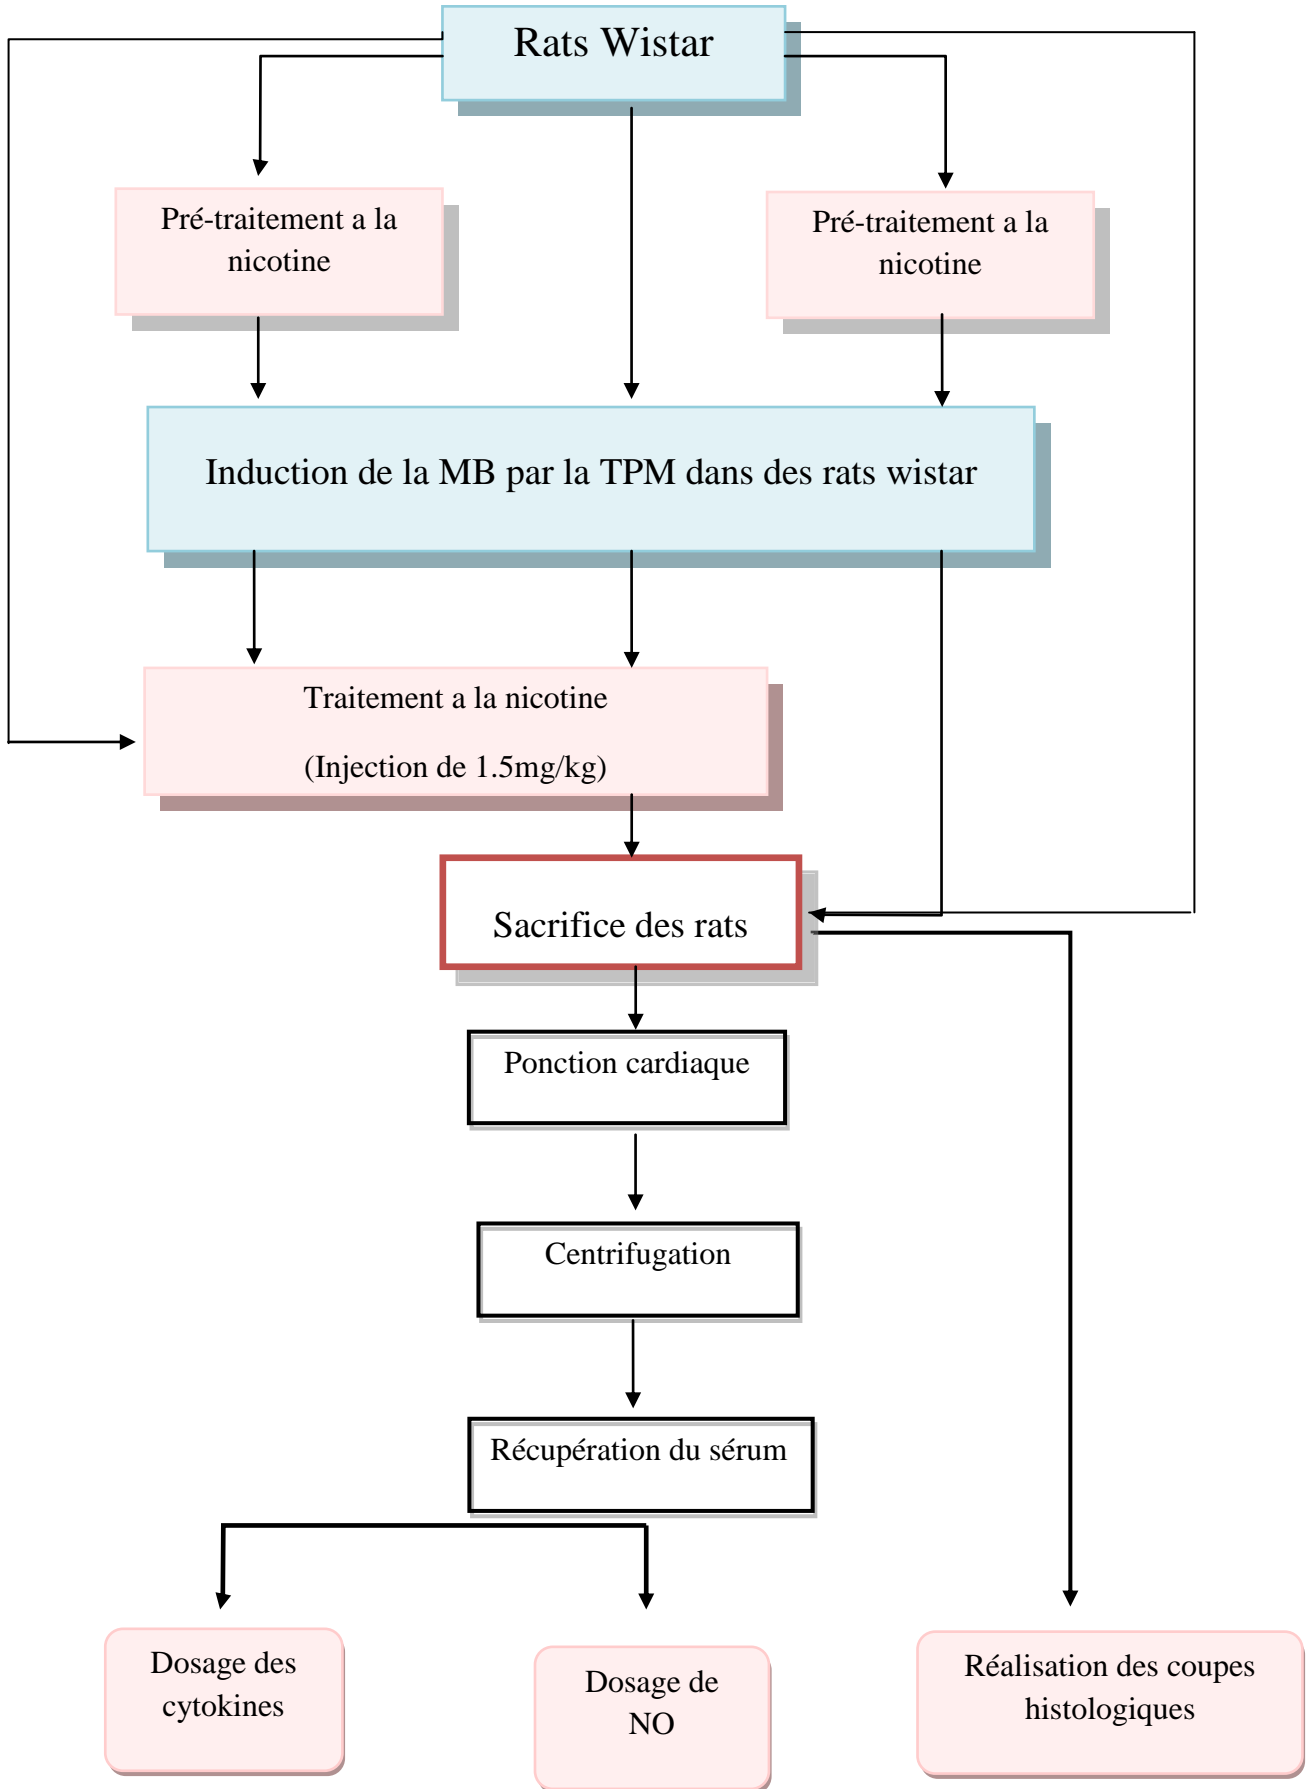 Rats Wistar
Pré-traitement a la
nicotine
Pré-traitement a la
nicotine
Induction de la MB par la TPM dans des rats wistar
Traitement a la nicotine
(Injection de 1.5mg/kg)
Sacrifice des rats
Ponction cardiaque
Centrifugation
Récupération du sérum
Dosage des
cytokines
Dosage de
NO
Réalisation des coupes
histologiques